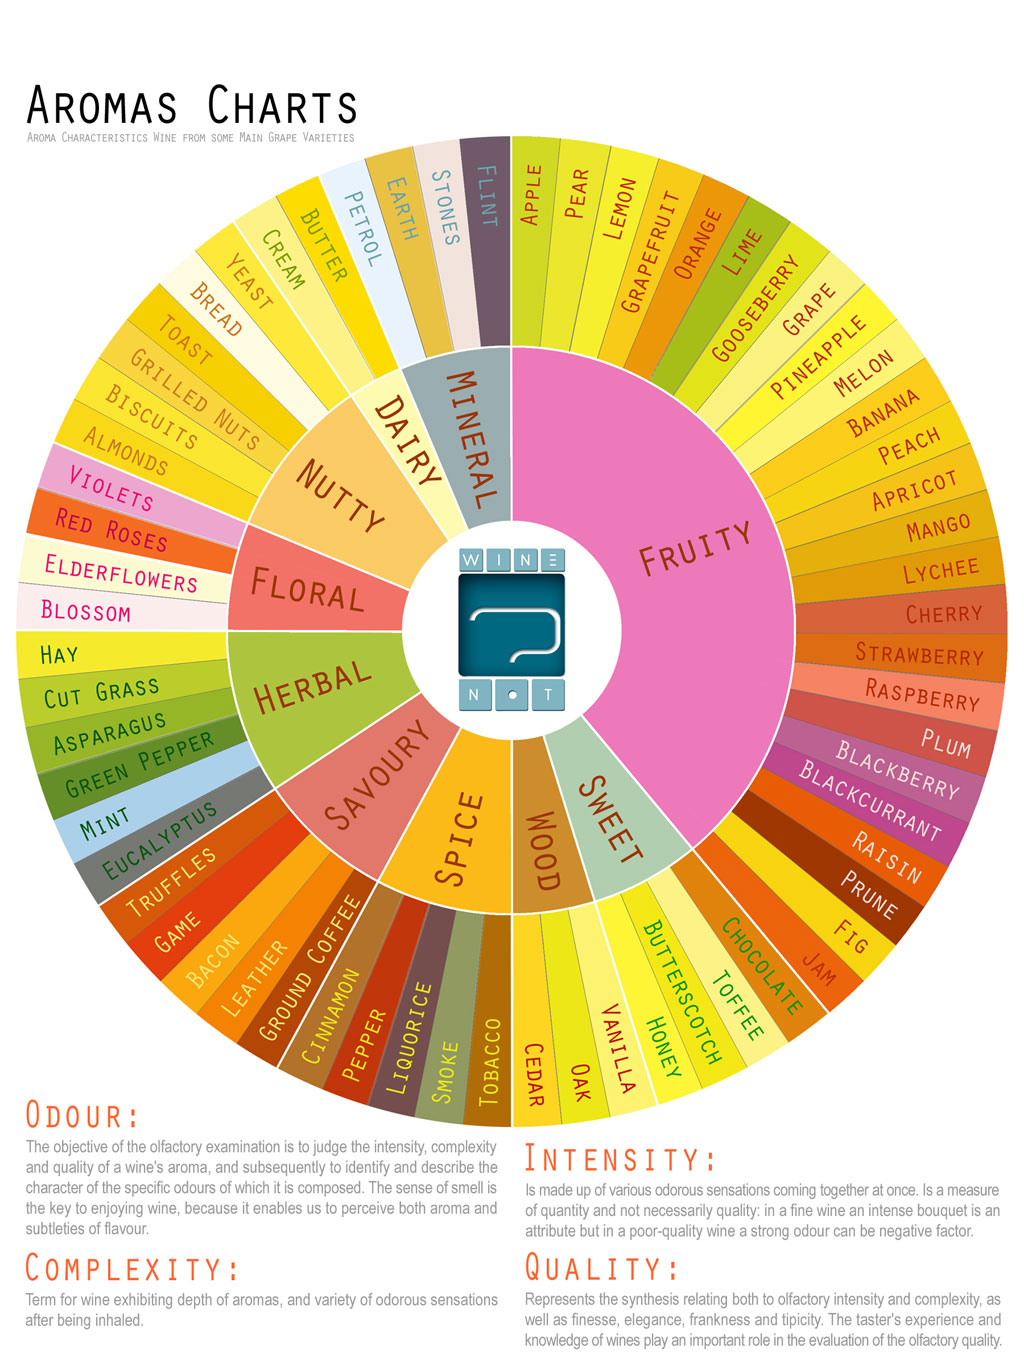 AROMAS CHARTS
AROMA CHARACTERISTICS WINE FROM SOME MAIN GRAPE VARIETIES
APPLE
PEAR
LEMON
GRAPEFRUIT
ORANGE
LIME
GOOSEBERRY
GRAPE
PINEAPPLE
MELON
BANANA
PEACH
APRICOT
MANGO
LYCHEE
CHERRY
STRAWBERRY
RASPBERRY
PLUM
BLACKBERRY
BLACKCURRANT
RAISIN
PRUNE
FIG
JAM
CHOCOLATE
TOFFEE
BUTTERSCOTCH
HONEY
VANILLA
OAK
CEDAR
TOBACCO
SMOKE
LIQUORICE
PEPPER
CINNAMON
GROUND COFFEE
LEATHER
BACON
GAME
TRUFFLES
EUCALYPTUS
MINT
GREEN PEPPER
ASPARAGUS
CUT GRASS
HAY
BLOSSOM
ELDERFLOWERS
RED ROSES
VIOLETS
ALMONDS
BISCUITS
GRILLED NUTS
TOAST
BREAD
YEAST
CREAM
BUTTER
PETROL
EARTH
STONES
FLINT
FRUITY
SWEET
WOOD
SPICE
SAVOURY
HERBAL
FLORAL
NUTTY
DAIRY
MINERAL
WINE
NOT
ODOUR:
The objective of the olfactory examination is to judge the intensity, complexity
and quality of a wine's aroma, and subsequently to identify and describe the
character of the specific odours of which it is composed. The sense of smell is
the key to enjoying wine, because it enables us to perceive both aroma and
subtleties of flavour.
COMPLEXITY:
Term for wine exhibiting depth of aromas, and variety of odorous sensations
after being inhaled.
INTENSITY:
Is made up of various odorous sensations coming together at once. Is a measure
of quantity and not necessarily quality: in a fine wine an intense bouquet is an
attribute but in a poor-quality wine a strong odour can be negative factor.
QUALITY:
Represents the synthesis relating both to olfactory intensity and complexity, as
well as finesse, elegance, frankness and tipicity. The taster's experience and
knowledge of wines play an important role in the evaluation of the olfactory quality.